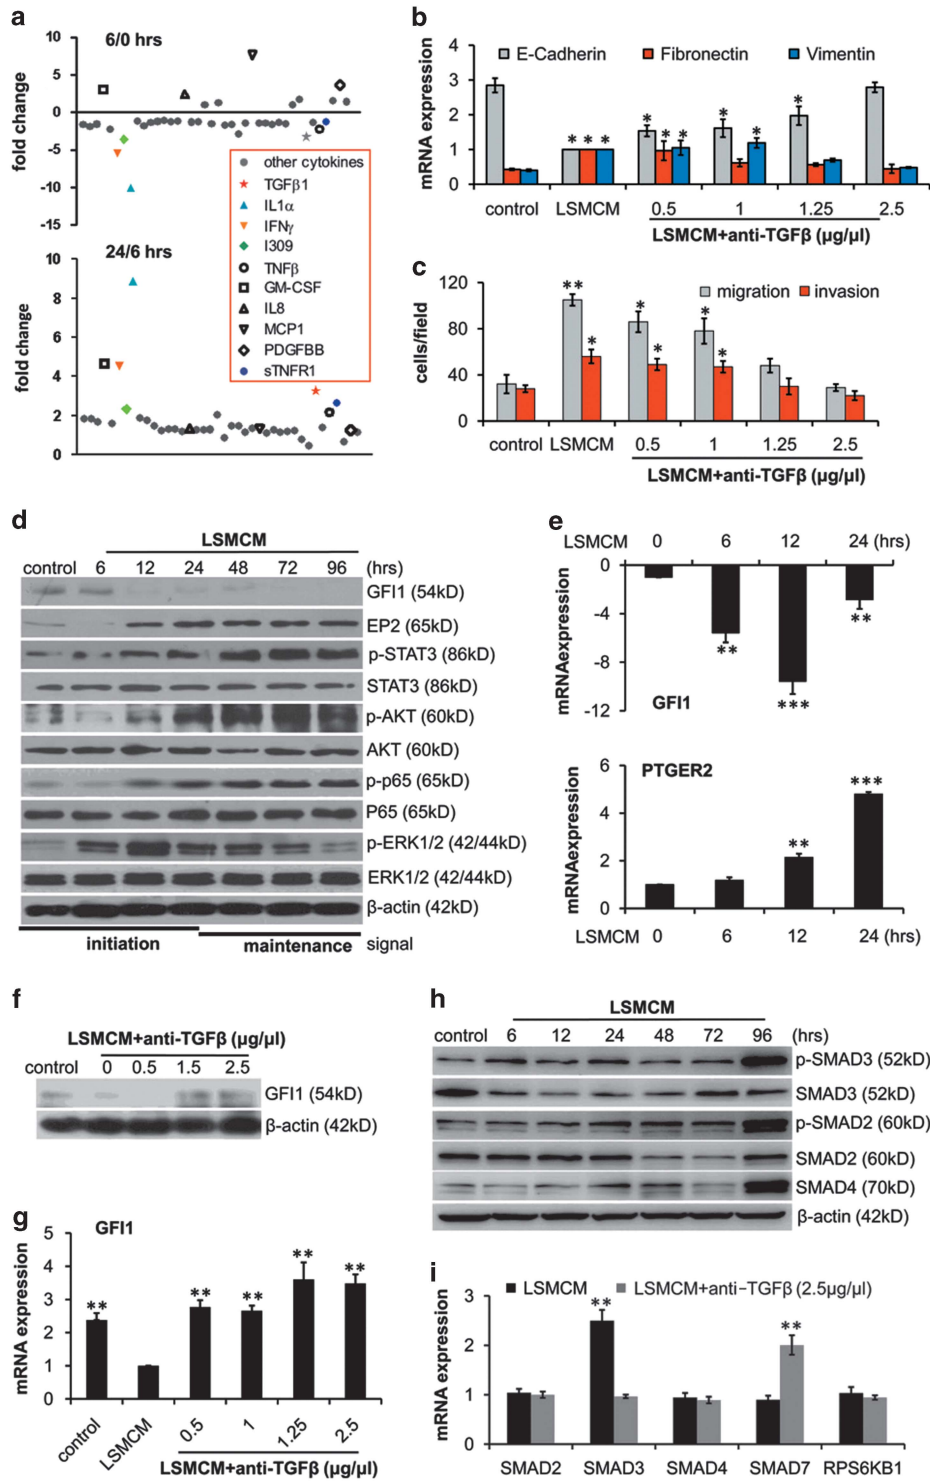 a
6/0 hrs
fold change
10
5
0
-5
-10
-15
other cytokines
TGFβ1
IL1α
IFNγ
I309
TNFβ
GM-CSF
IL8
MCP1
PDGFBB
sTNFR1
24/6 hrs
fold change
10
8
6
4
2
0
b
E-Cadherin Fibronectin Vimentin
mRNA expression
4
3
2
1
0
* * *
* * *
* *
*
control LSMCM 0.5 1 1.25 2.5
LSMCM+anti-TGFβ (µg/µl)
c
migration invasion
cells/field
120
80
40
0
** *
* *
* *
control LSMCM 0.5 1 1.25 2.5
LSMCM+anti-TGFβ (µg/µl)
d
LSMCM
control 6 12 24 48 72 96 (hrs)
GFI1 (54kD)
EP2 (65kD)
p-STAT3 (86kD)
STAT3 (86kD)
p-AKT (60kD)
AKT (60kD)
p-p65 (65kD)
P65 (65kD)
p-ERK1/2 (42/44kD)
ERK1/2 (42/44kD)
β-actin (42kD)
initiation maintenance signal
e
LSMCM 0 6 12 24 (hrs)
mRNAexpression
0
-4
-8
-12
** *** **
GFI1
PTGER2
mRNAexpression
6
4
2
0
** ***
LSMCM 0 6 12 24 (hrs)
f
LSMCM+anti-TGFβ (µg/µl)
control 0 0.5 1.5 2.5
GFI1 (54kD)
β-actin (42kD)
g
GFI1
mRNA expression
5
4
3
2
1
0
** ** ** ** **
control LSMCM 0.5 1 1.25 2.5
LSMCM+anti-TGFβ (µg/µl)
h
LSMCM
control 6 12 24 48 72 96 (hrs)
p-SMAD3 (52kD)
SMAD3 (52kD)
p-SMAD2 (60kD)
SMAD2 (60kD)
SMAD4 (70kD)
β-actin (42kD)
i
LSMCM LSMCM+anti-TGFβ (2.5µg/µl)
mRNA expression
3
2
1
0
** **
SMAD2 SMAD3 SMAD4 SMAD7 RPS6KB1